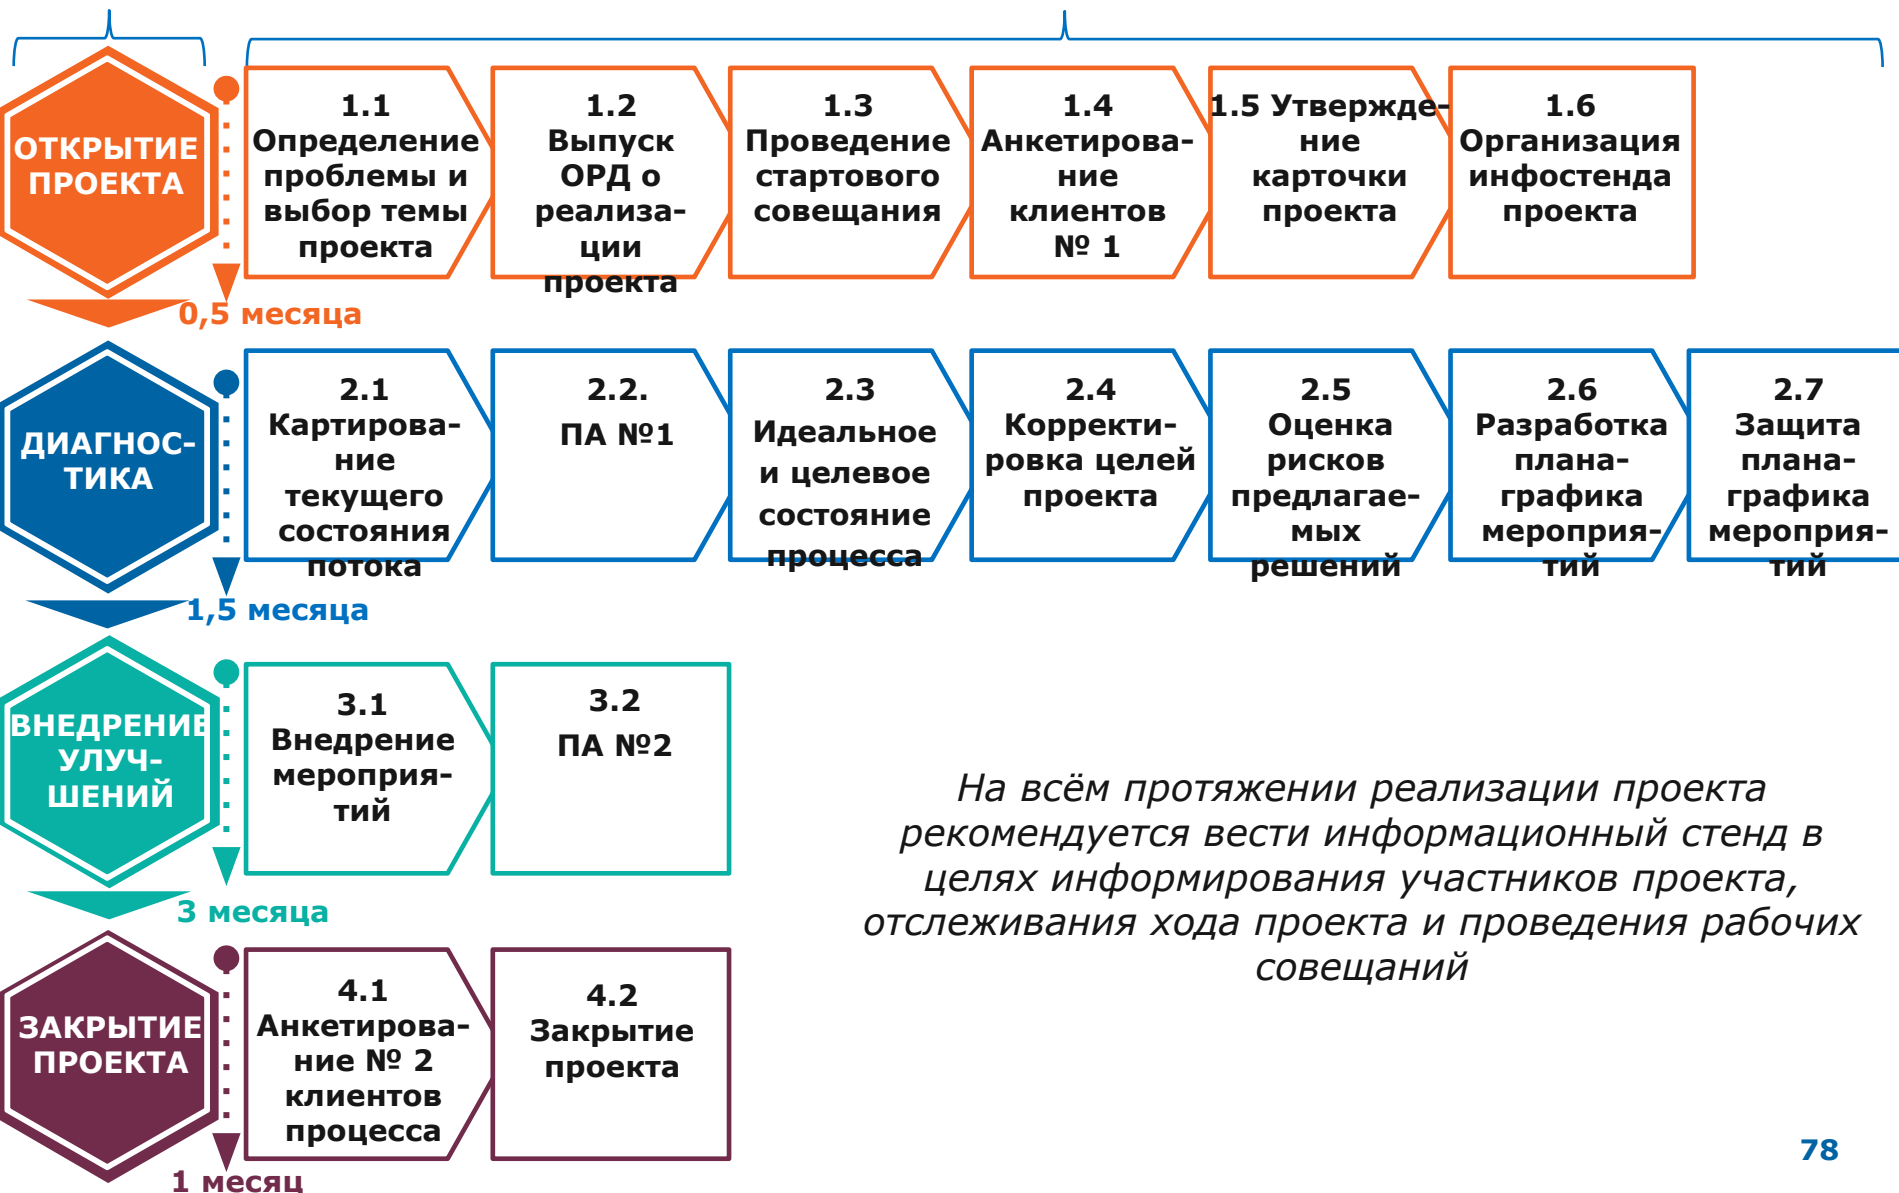 ОТКРЫТИЕ
ПРОЕКТА
1.1
Определение
проблемы и
выбор темы
проекта
1.2
Выпуск
ОРД о
реализа-
ции
проекта
1.3
Проведение
стартового
совещания
1.4
Анкетирова-
ние
клиентов
№ 1
1.5 Утвержде-
ние
карточки
проекта
1.6
Организация
инфостенда
проекта
0,5 месяца
ДИАГНОС-
ТИКА
2.1
Картирова-
ние
текущего
состояния
потока
2.2.
ПА №1
2.3
Идеальное
и целевое
состояние
процесса
2.4
Корректи-
ровка целей
проекта
2.5
Оценка
рисков
предлагае-
мых
решений
2.6
Разработка
плана-
графика
мероприя-
тий
2.7
Защита
плана-
графика
мероприя-
тий
1,5 месяца
ВНЕДРЕНИЕ
УЛУЧ-
ШЕНИЙ
3.1
Внедрение
мероприя-
тий
3.2
ПА №2
3 месяца
На всём протяжении реализации проекта
рекомендуется вести информационный стенд в
целях информирования участников проекта,
отслеживания хода проекта и проведения рабочих
совещаний
ЗАКРЫТИЕ
ПРОЕКТА
4.1
Анкетирова-
ние № 2
клиентов
процесса
4.2
Закрытие
проекта
1 месяц
78